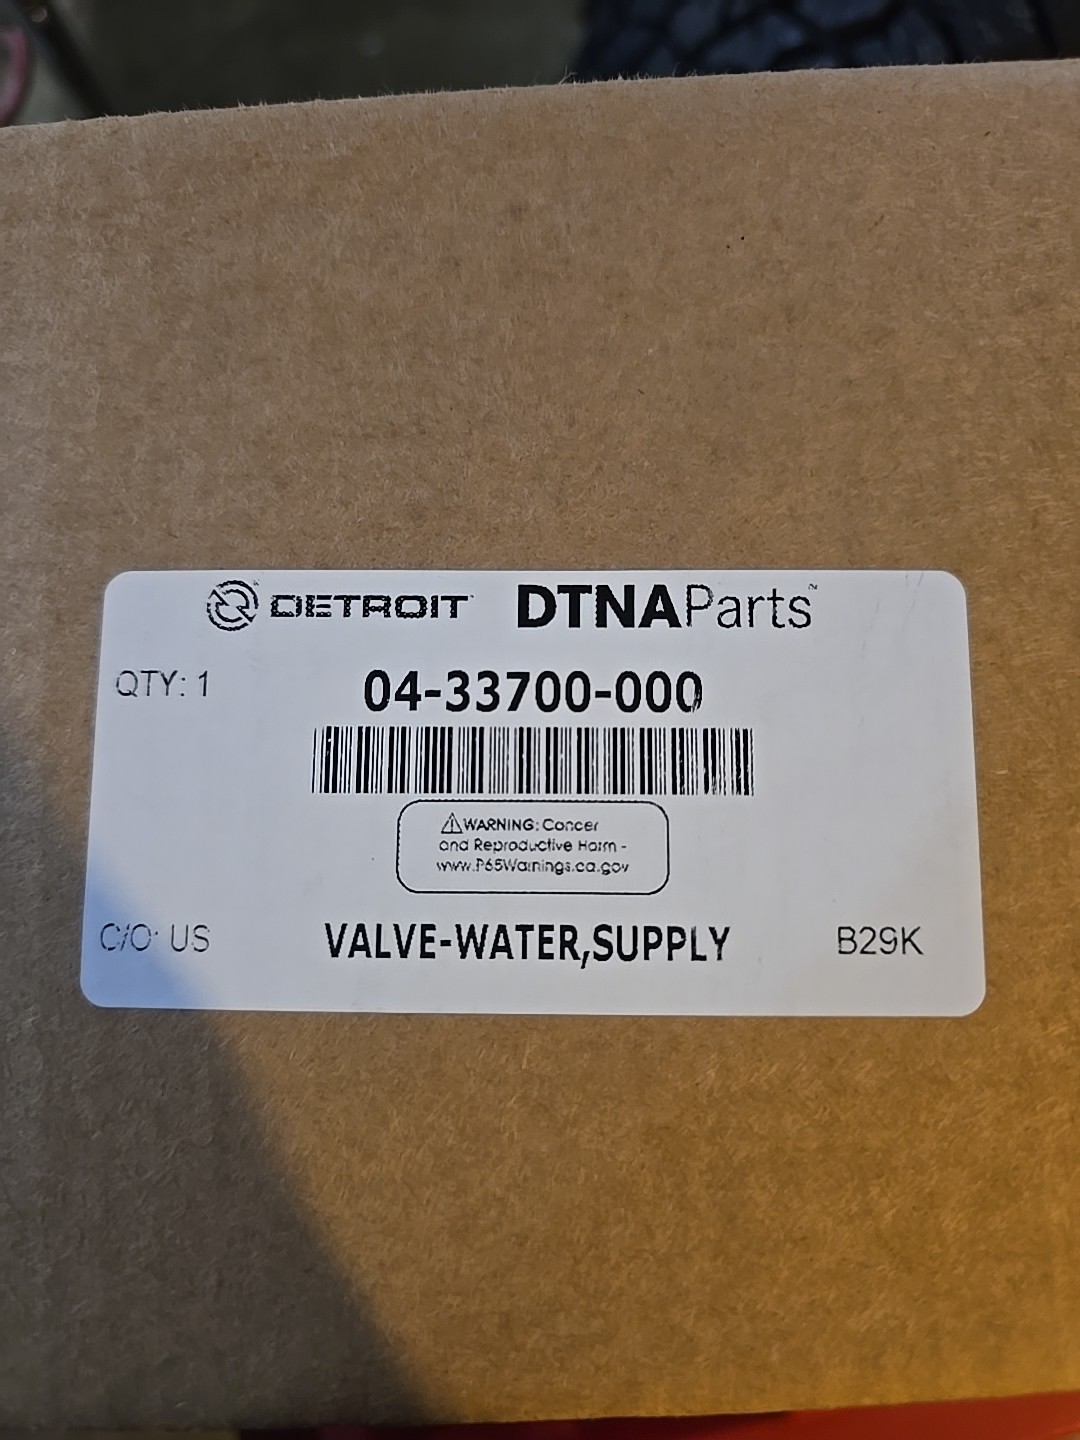 DETROIT DTNAParts™
QTY: 1 04-33700-000
⚠WARNING: Cancer
and Reproductive Harm -
www.P65Warnings.ca.gov
C/O: US VALVE-WATER,SUPPLY B29K